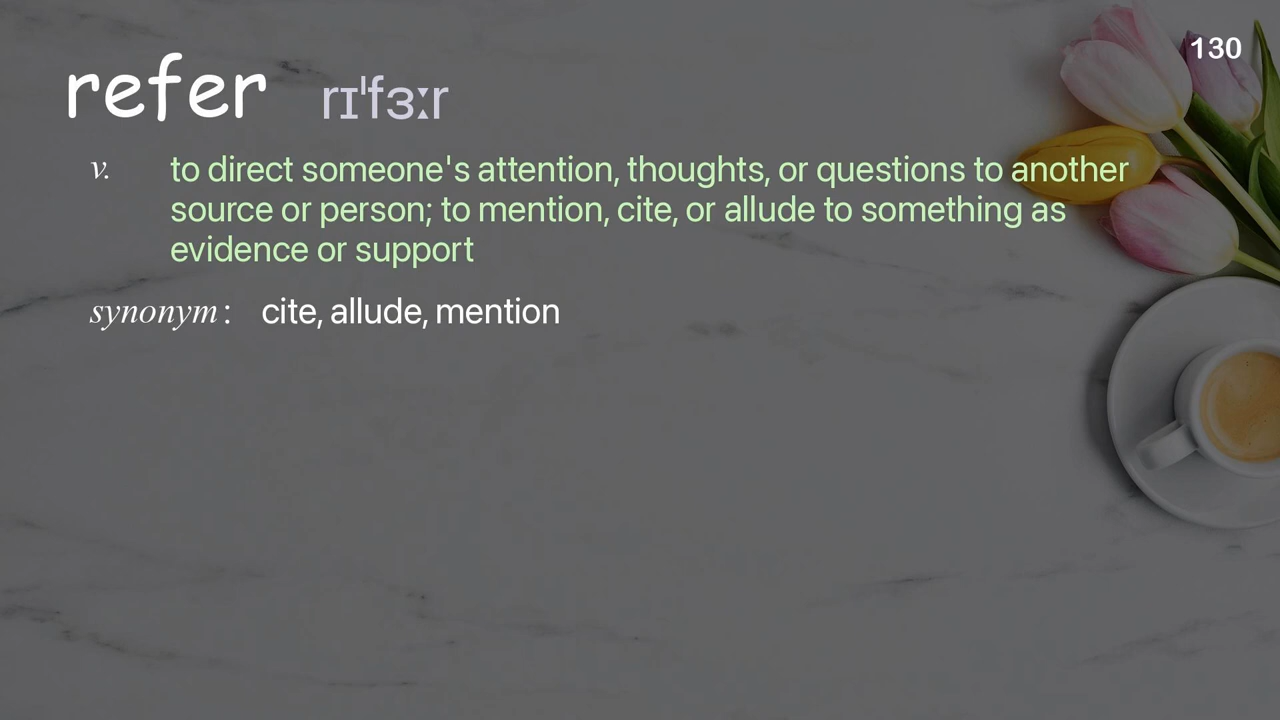 130
refer rɪˈfɜːr
v. to direct someone's attention, thoughts, or questions to another
source or person; to mention, cite, or allude to something as
evidence or support
synonym: cite, allude, mention